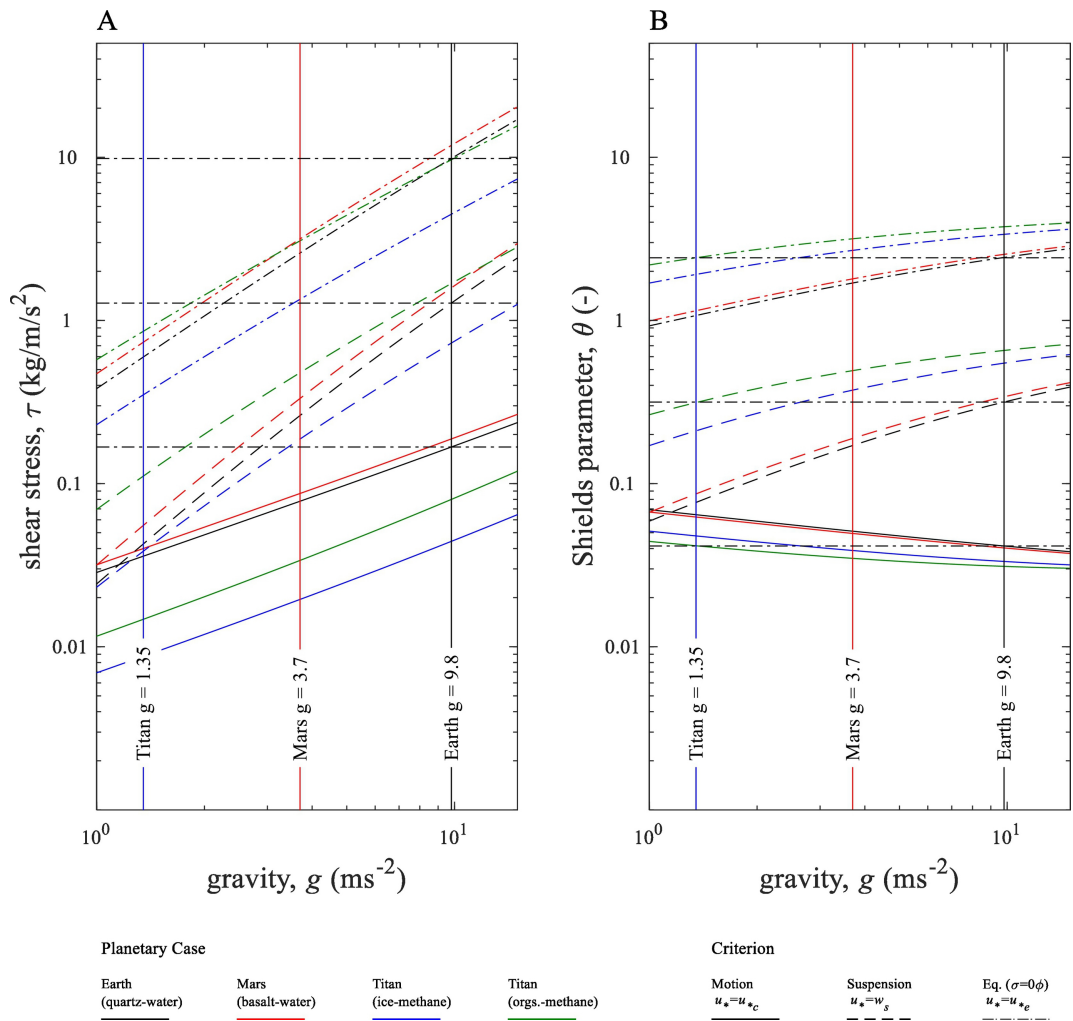 A
B
10
1
0.1
0.01
shear stress, τ (kg/m/s²)
Titan g = 1.35
Mars g = 3.7
Earth g = 9.8
10⁰
10¹
gravity, g (ms⁻²)
10
1
0.1
0.01
Shields parameter, θ (-)
Titan g = 1.35
Mars g = 3.7
Earth g = 9.8
10⁰
10¹
gravity, g (ms⁻²)
Planetary Case
Earth
(quartz-water)
Mars
(basalt-water)
Titan
(ice-methane)
Titan
(orgs.-methane)
Criterion
Motion
u*=u*c
Suspension
u*=ws
Eq. (σ=0ϕ)
u*=u*e